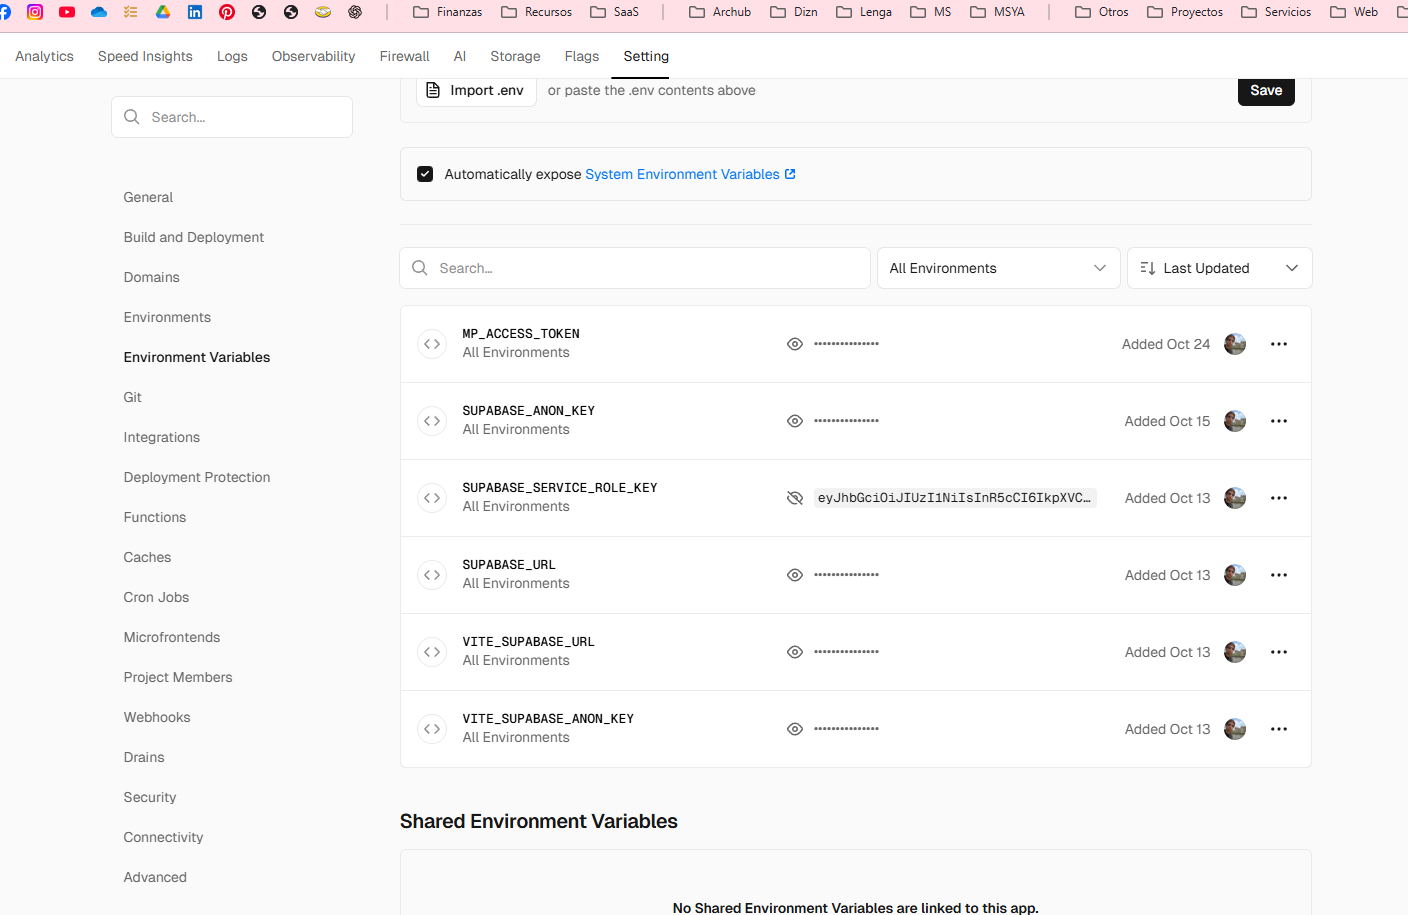 Finanzas Recursos SaaS Archub Dizn Lenga MS MSYA Otros Proyectos Servicios Web
Analytics Speed Insights Logs Observability Firewall AI Storage Flags Setting
Import .env or paste the .env contents above Save
Search...
Automatically expose System Environment Variables
General
Build and Deployment
Domains
Environments
Environment Variables
Git
Integrations
Deployment Protection
Functions
Caches
Cron Jobs
Microfrontends
Project Members
Webhooks
Drains
Security
Connectivity
Advanced
Search... All Environments Last Updated
MP_ACCESS_TOKEN
All Environments
••••••••••••••• Added Oct 24
SUPABASE_ANON_KEY
All Environments
••••••••••••••• Added Oct 15
SUPABASE_SERVICE_ROLE_KEY
All Environments
eyJhbGciOiJIUzI1NiIsInR5cCI6IkpXVC… Added Oct 13
SUPABASE_URL
All Environments
••••••••••••••• Added Oct 13
VITE_SUPABASE_URL
All Environments
••••••••••••••• Added Oct 13
VITE_SUPABASE_ANON_KEY
All Environments
••••••••••••••• Added Oct 13
Shared Environment Variables
No Shared Environment Variables are linked to this app.